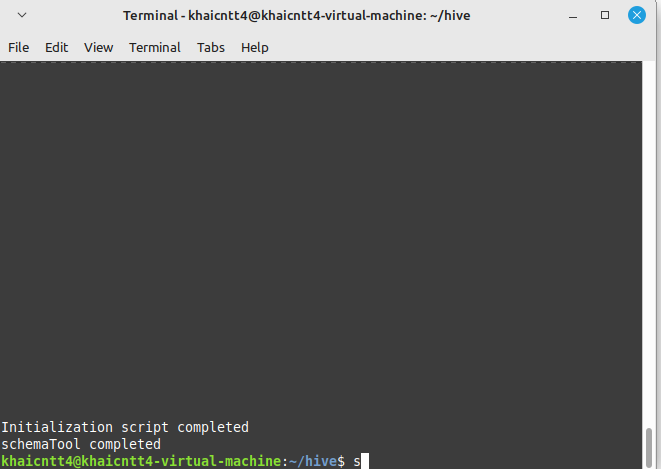 Terminal - khaicntt4@khaicntt4-virtual-machine: ~/hive
File Edit View Terminal Tabs Help
Initialization script completed
schemaTool completed
khaicntt4@khaicntt4-virtual-machine:~/hive$ s